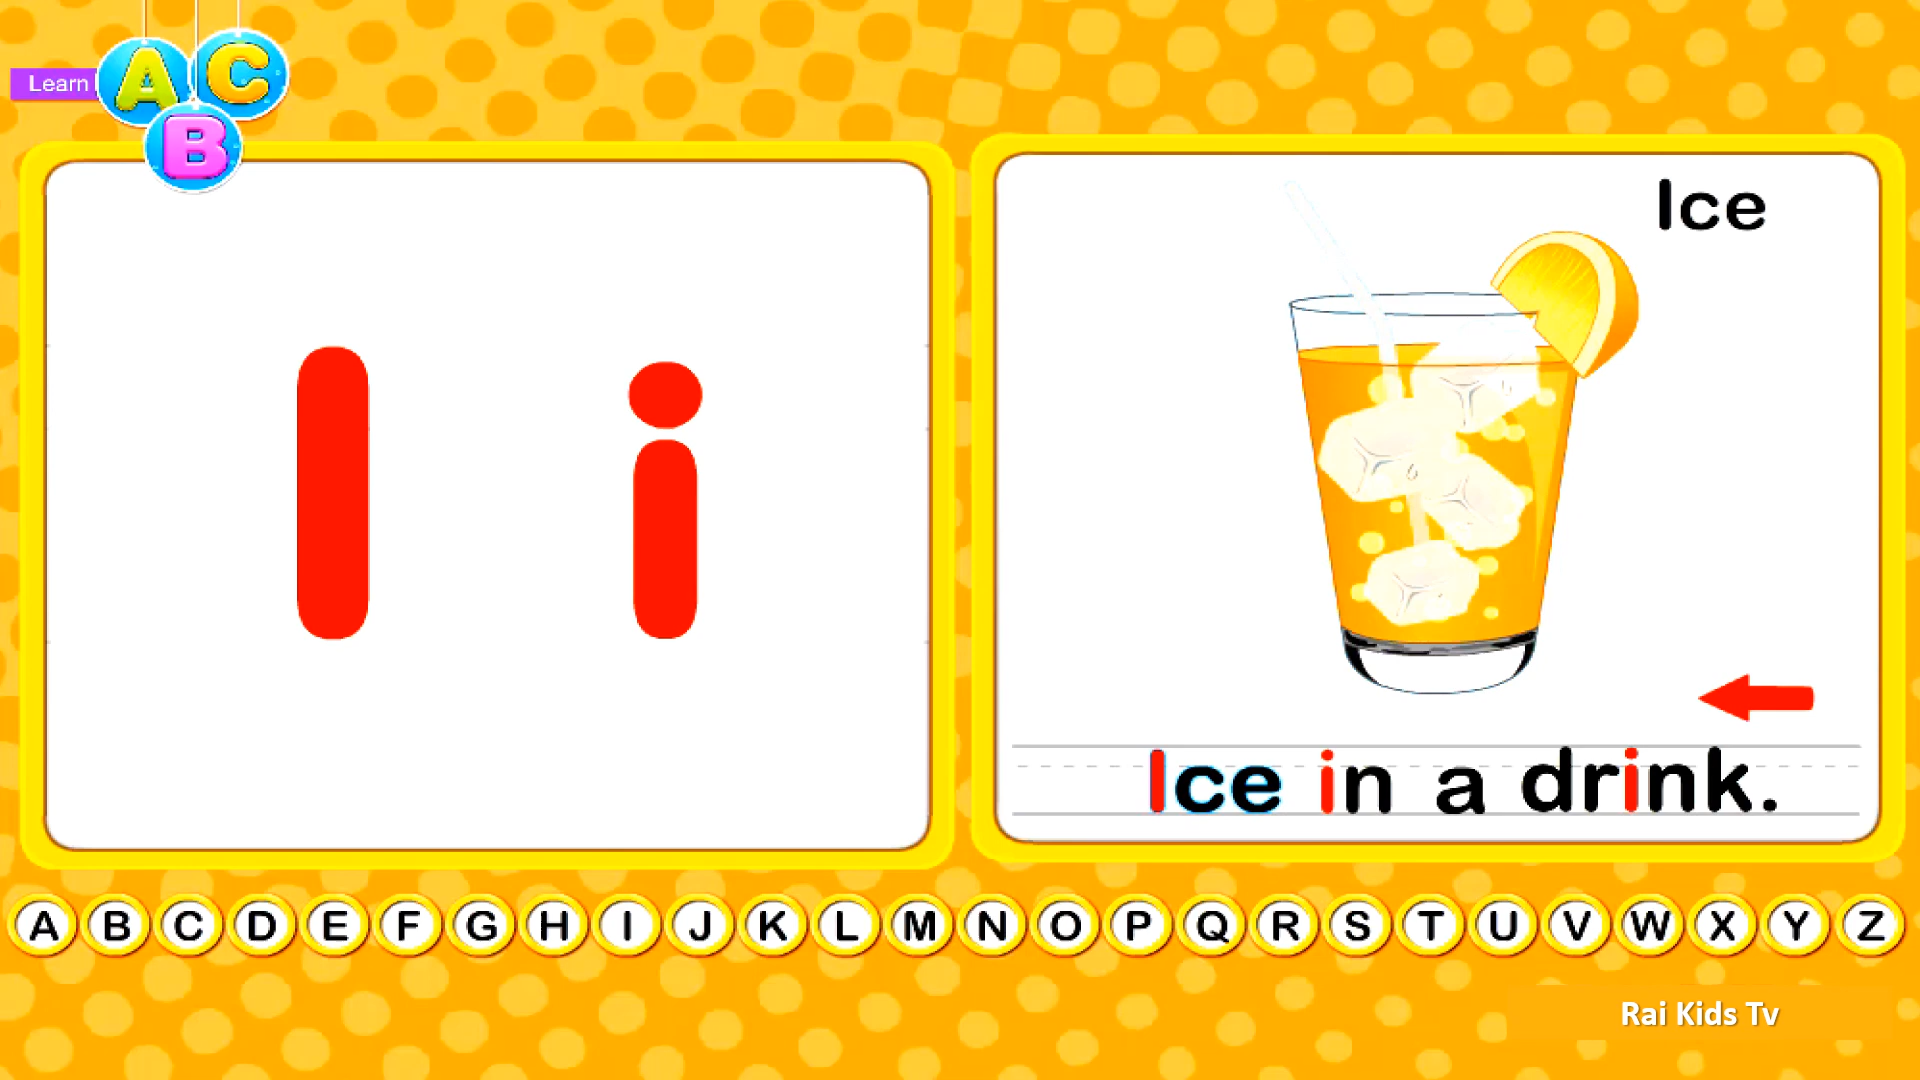 Learn
A C
B
I i
Ice
Ice in a drink.
A B C D E F G H I J K L M N O P Q R S T U V W X Y Z
Rai Kids Tv